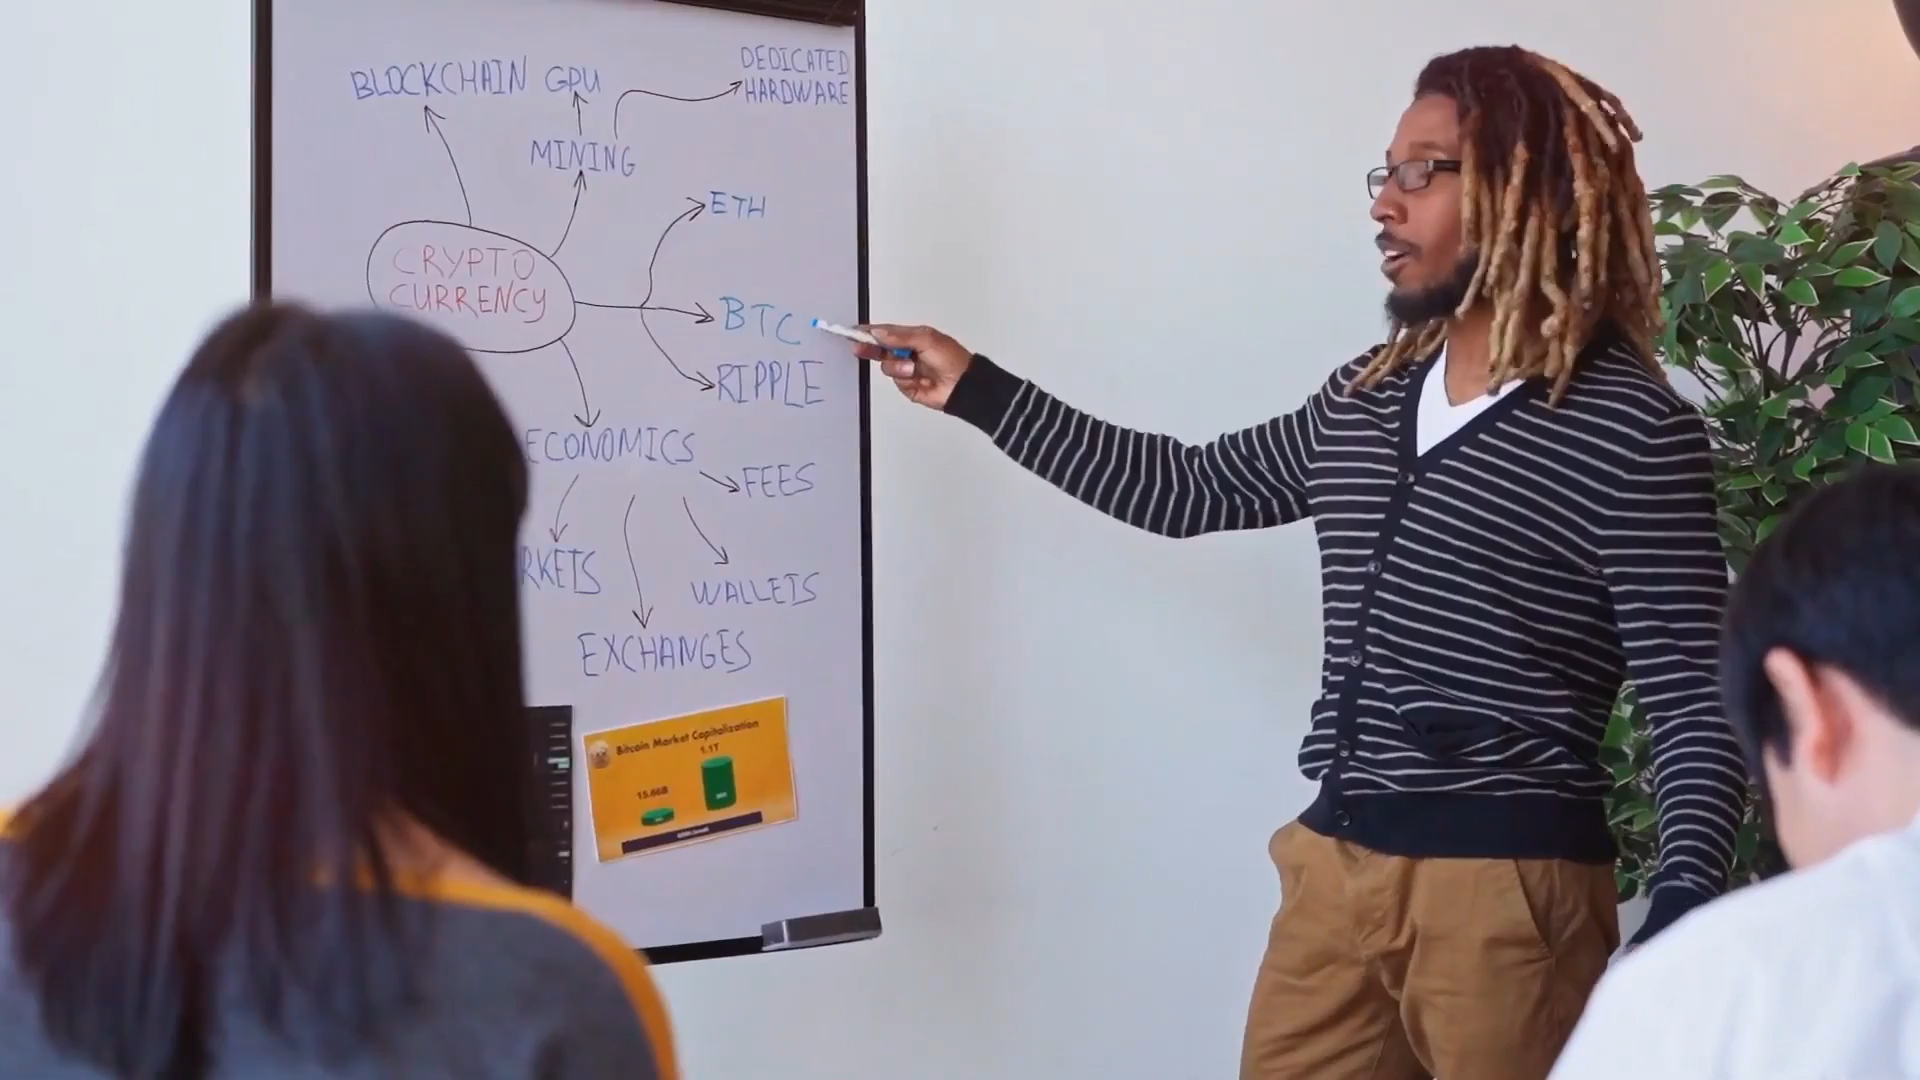 BLOCKCHAIN GPU
DEDICATED
HARDWARE
MINING
ETH
CRYPTO
CURRENCY
BTC
RIPPLE
ECONOMICS
FEES
RKETS
WALLETS
EXCHANGES
Bitcoin Market Capitalization
1.1T
15.66B